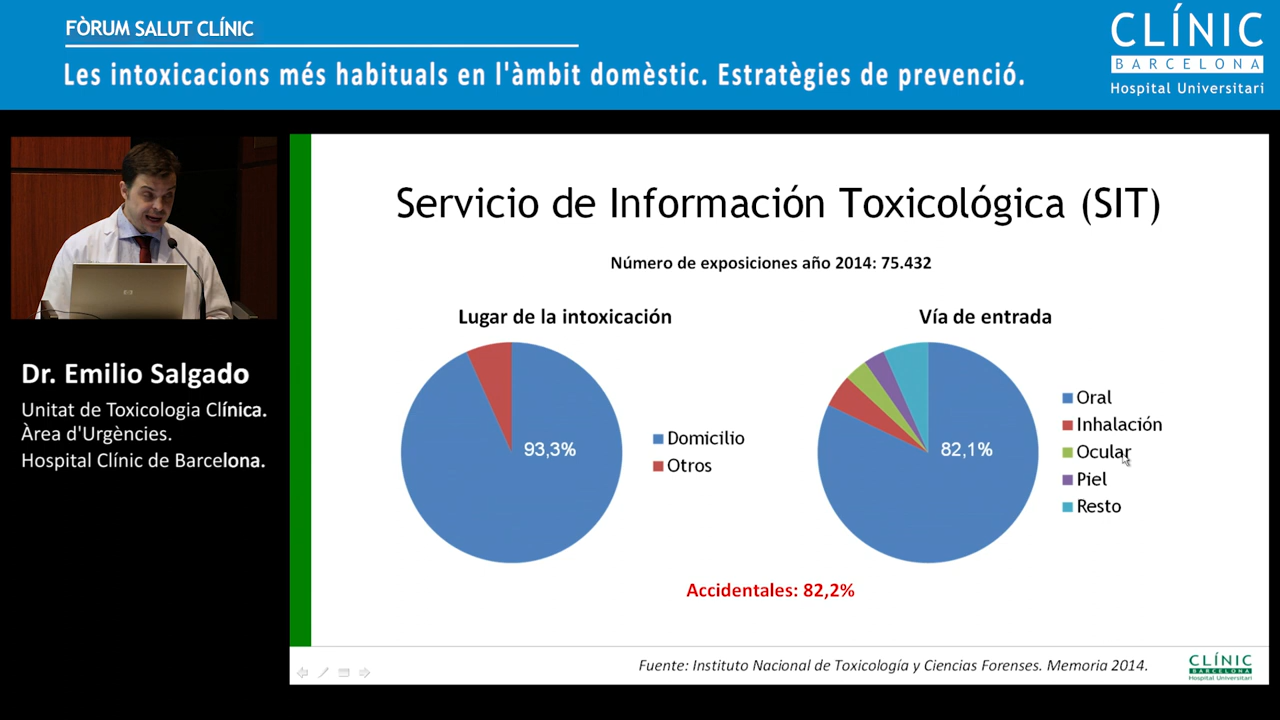 FÒRUM SALUT CLÍNIC
Les intoxicacions més habituals en l'àmbit domèstic. Estratègies de prevenció.
CLÍNIC
BARCELONA
Hospital Universitari
Servicio de Información Toxicológica (SIT)
Número de exposiciones año 2014: 75.432
Lugar de la intoxicación
93,3%
Domicilio
Otros
Vía de entrada
82,1%
Oral
Inhalación
Ocular
Piel
Resto
Accidentales: 82,2%
Fuente: Instituto Nacional de Toxicología y Ciencias Forenses. Memoria 2014.
CLÍNIC
BARCELONA
Hospital Universitari
Dr. Emilio Salgado
Unitat de Toxicologia Clínica.
Àrea d'Urgències.
Hospital Clínic de Barcelona.